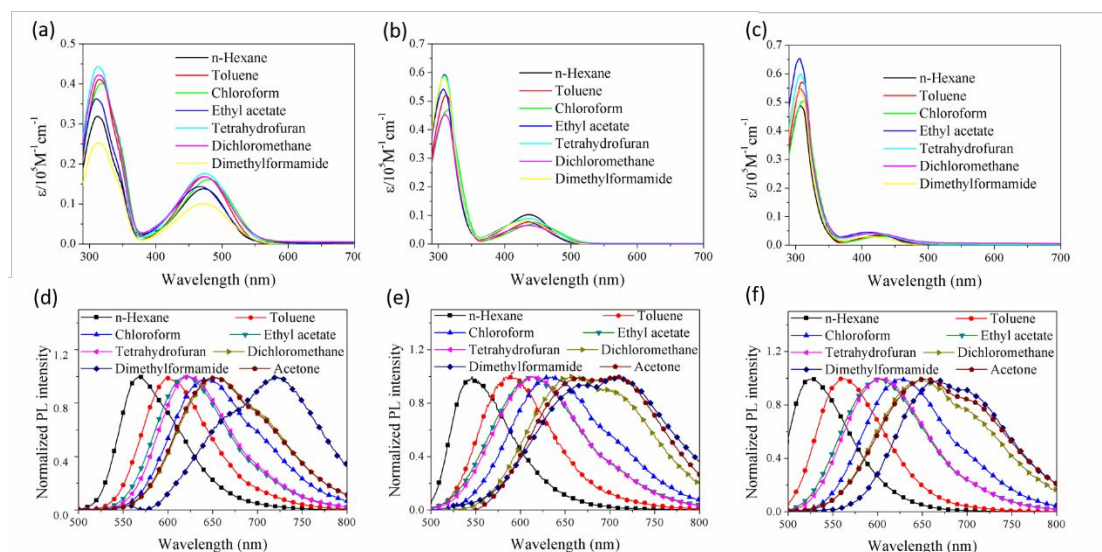 (a)
n-Hexane
Toluene
Chloroform
Ethyl acetate
Tetrahydrofuran
Dichloromethane
Dimethylformamide
ε/10⁵M⁻¹cm⁻¹
0.5
0.4
0.3
0.2
0.1
0.0
300 400 500 600 700
Wavelength (nm)
(b)
n-Hexane
Toluene
Chloroform
Ethyl acetate
Tetrahydrofuran
Dichloromethane
Dimethylformamide
ε/10⁵M⁻¹cm⁻¹
0.7
0.6
0.5
0.4
0.3
0.2
0.1
0.0
300 400 500 600 700
Wavelength (nm)
(c)
n-Hexane
Toluene
Chloroform
Ethyl acetate
Tetrahydrofuran
Dichloromethane
Dimethylformamide
ε/10⁵M⁻¹cm⁻¹
0.7
0.6
0.5
0.4
0.3
0.2
0.1
0.0
300 400 500 600 700
Wavelength (nm)
(d)
n-Hexane Toluene
Chloroform Ethyl acetate
Tetrahydrofuran Dichloromethane
Dimethylformamide Acetone
Normalized PL intensity
1.2
0.8
0.4
0.0
500 550 600 650 700 750 800
Wavelength (nm)
(e)
n-Hexane Toluene
Chloroform Ethyl acetate
Tetrahydrofuran Dichloromethane
Dimethylformamide Acetone
Normalized PL intensity
1.2
0.8
0.4
0.0
500 550 600 650 700 750 800
Wavelength (nm)
(f)
n-Hexane Toluene
Chloroform Ethyl acetate
Tetrahydrofuran Dichloromethane
Dimethylformamide Acetone
Normalized PL intensity
1.2
0.8
0.4
0.0
500 550 600 650 700 750 800
Wavelength (nm)